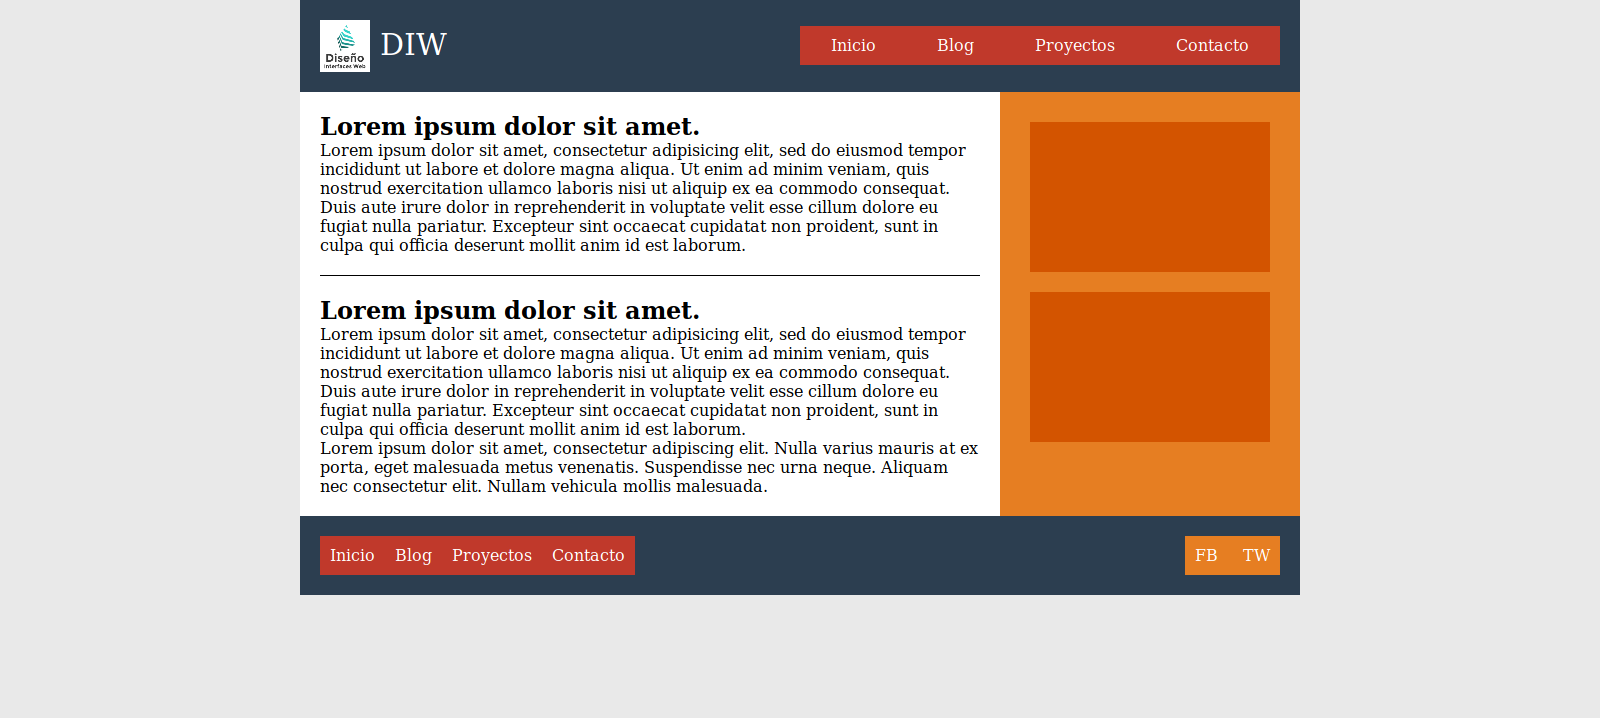 Diseño
Interfaces Web
DIW
Inicio Blog Proyectos Contacto
Lorem ipsum dolor sit amet.
Lorem ipsum dolor sit amet, consectetur adipisicing elit, sed do eiusmod tempor
incididunt ut labore et dolore magna aliqua. Ut enim ad minim veniam, quis
nostrud exercitation ullamco laboris nisi ut aliquip ex ea commodo consequat.
Duis aute irure dolor in reprehenderit in voluptate velit esse cillum dolore eu
fugiat nulla pariatur. Excepteur sint occaecat cupidatat non proident, sunt in
culpa qui officia deserunt mollit anim id est laborum.
Lorem ipsum dolor sit amet.
Lorem ipsum dolor sit amet, consectetur adipisicing elit, sed do eiusmod tempor
incididunt ut labore et dolore magna aliqua. Ut enim ad minim veniam, quis
nostrud exercitation ullamco laboris nisi ut aliquip ex ea commodo consequat.
Duis aute irure dolor in reprehenderit in voluptate velit esse cillum dolore eu
fugiat nulla pariatur. Excepteur sint occaecat cupidatat non proident, sunt in
culpa qui officia deserunt mollit anim id est laborum.
Lorem ipsum dolor sit amet, consectetur adipiscing elit. Nulla varius mauris at ex
porta, eget malesuada metus venenatis. Suspendisse nec urna neque. Aliquam
nec consectetur elit. Nullam vehicula mollis malesuada.
Inicio Blog Proyectos Contacto
FB TW